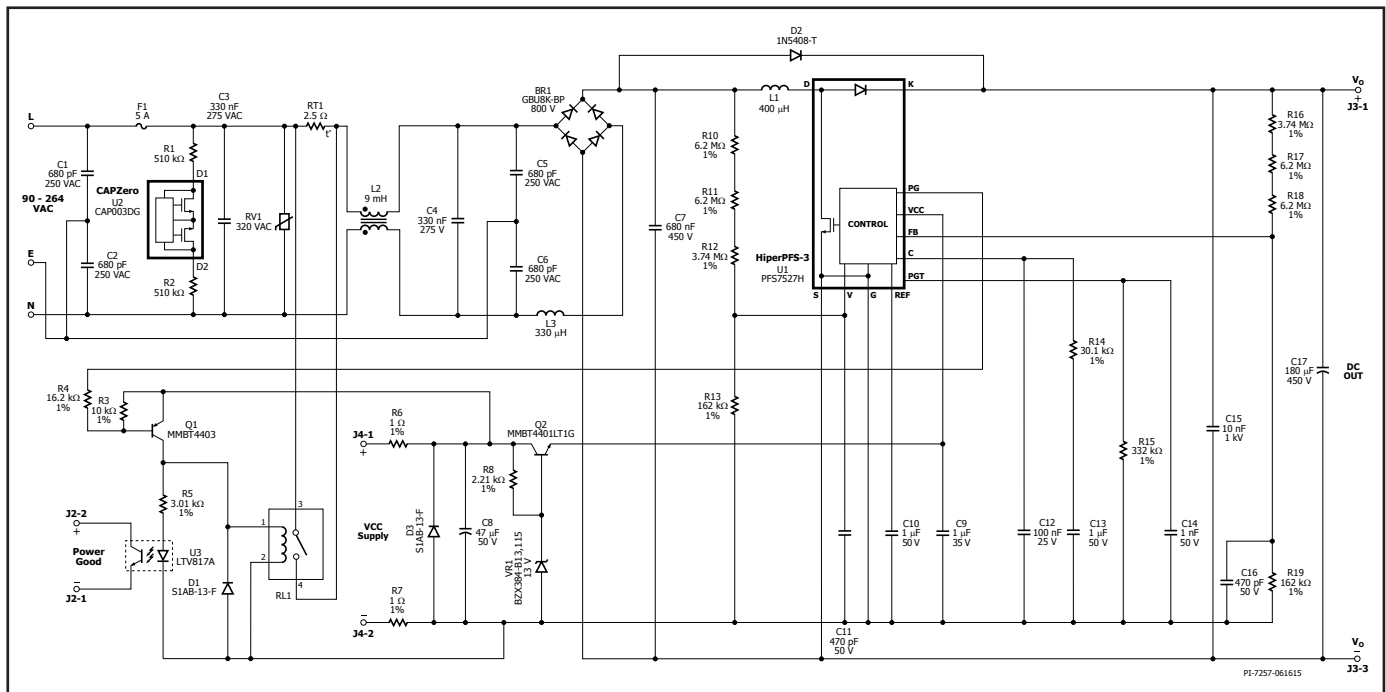 D2
1N5408-T
BR1
GBU8K-BP
800 V
L1
400 µH
D
K
V₀
+
J3-1
L
F1
5 A
C3
330 nF
275 VAC
RT1
2.5 Ω
t°
R1
510 kΩ
C1
680 pF
250 VAC
90 - 264
VAC
CAPZero
U2
CAP003DG
D1
D2
RV1
320 VAC
L2
9 mH
C4
330 nF
275 V
C5
680 pF
250 VAC
C6
680 pF
250 VAC
L3
330 µH
E
C2
680 pF
250 VAC
R2
510 kΩ
N
C7
680 nF
450 V
R10
6.2 MΩ
1%
R11
6.2 MΩ
1%
R12
3.74 MΩ
1%
CONTROL
HiperPFS-3
U1
PFS7527H
PG
VCC
FB
C
PGT
S
V
G
REF
R16
3.74 MΩ
1%
R17
6.2 MΩ
1%
R18
6.2 MΩ
1%
R4
16.2 kΩ
1%
R3
10 kΩ
1%
Q1
MMBT4403
R5
3.01 kΩ
1%
J2-2
+
Power
Good
−
J2-1
U3
LTV817A
D1
S1AB-13-F
1
2
3
4
RL1
J4-1
+
R6
1 Ω
1%
VCC
Supply
D3
S1AB-13-F
C8
47 µF
50 V
R8
2.21 kΩ
1%
Q2
MMBT4401LT1G
VR1
BZX384-B13,115
13 V
R7
1 Ω
1%
−
J4-2
R13
162 kΩ
1%
C11
470 pF
50 V
C10
1 µF
50 V
C9
1 µF
35 V
C12
100 nF
25 V
R14
30.1 kΩ
1%
C13
1 µF
50 V
R15
332 kΩ
1%
C14
1 nF
50 V
C15
10 nF
1 kV
C16
470 pF
50 V
R19
162 kΩ
1%
C17
180 µF
450 V
DC
OUT
V₀
−
J3-3
PI-7257-061615